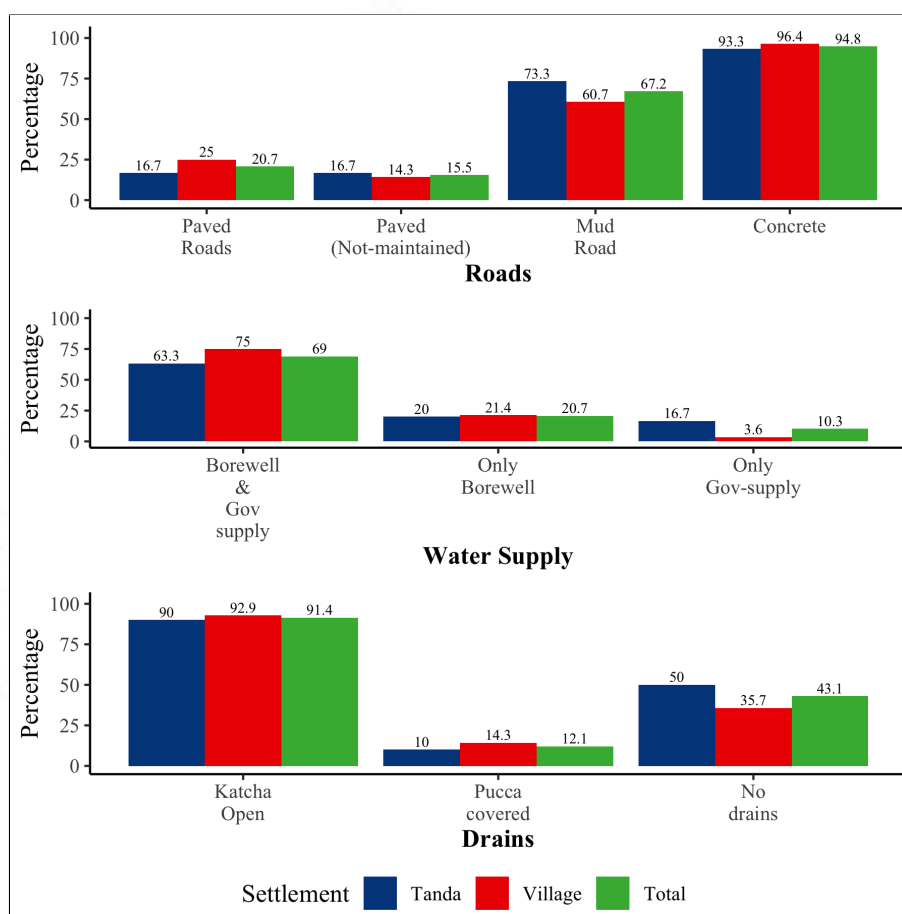 100
75
50
25
0
Percentage
16.7
25
20.7
16.7
14.3
15.5
73.3
60.7
67.2
93.3
96.4
94.8
Paved
Roads
Paved
(Not-maintained)
Mud
Road
Concrete
Roads
100
75
50
25
0
Percentage
63.3
75
69
20
21.4
20.7
16.7
3.6
10.3
Borewell
&
Gov
supply
Only
Borewell
Only
Gov-supply
Water Supply
100
75
50
25
0
Percentage
90
92.9
91.4
10
14.3
12.1
50
35.7
43.1
Katcha
Open
Pucca
covered
No
drains
Drains
Settlement Tanda Village Total